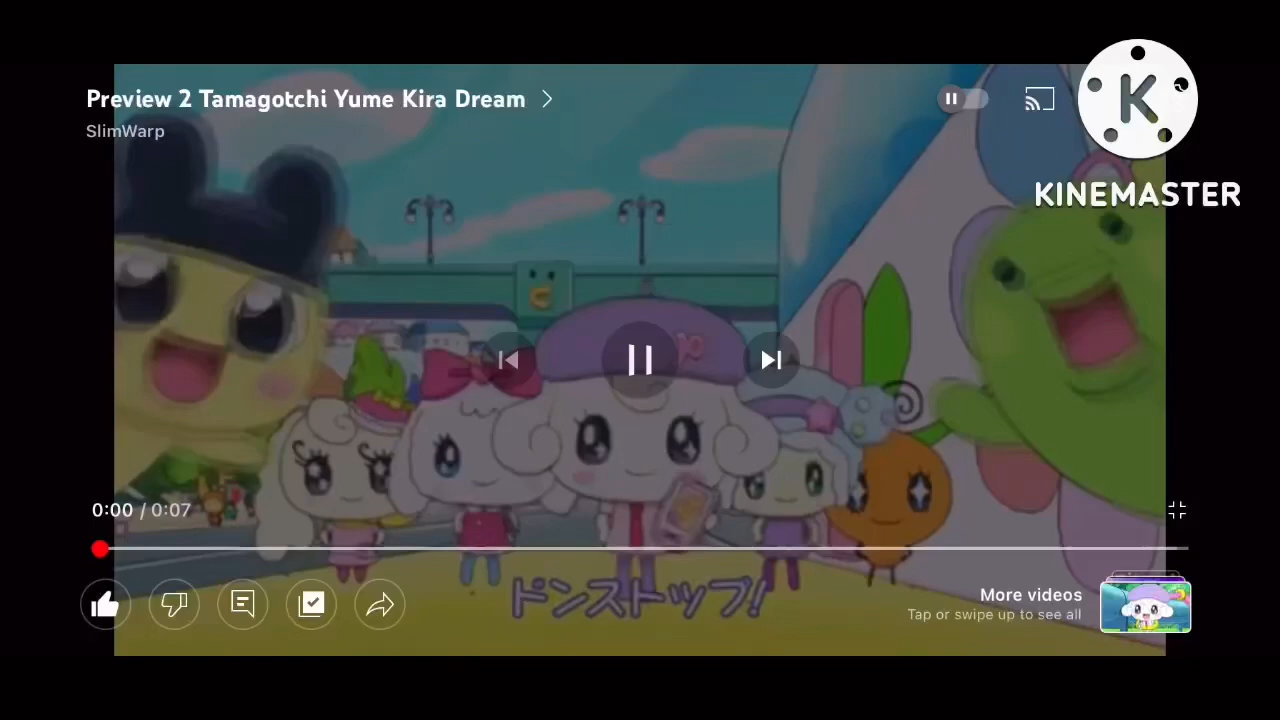 Preview 2 Tamagotchi Yume Kira Dream
SlimWarp
K
KINEMASTER
0:00 / 0:07
ドンストップ!
More videos
Tap or swipe up to see all